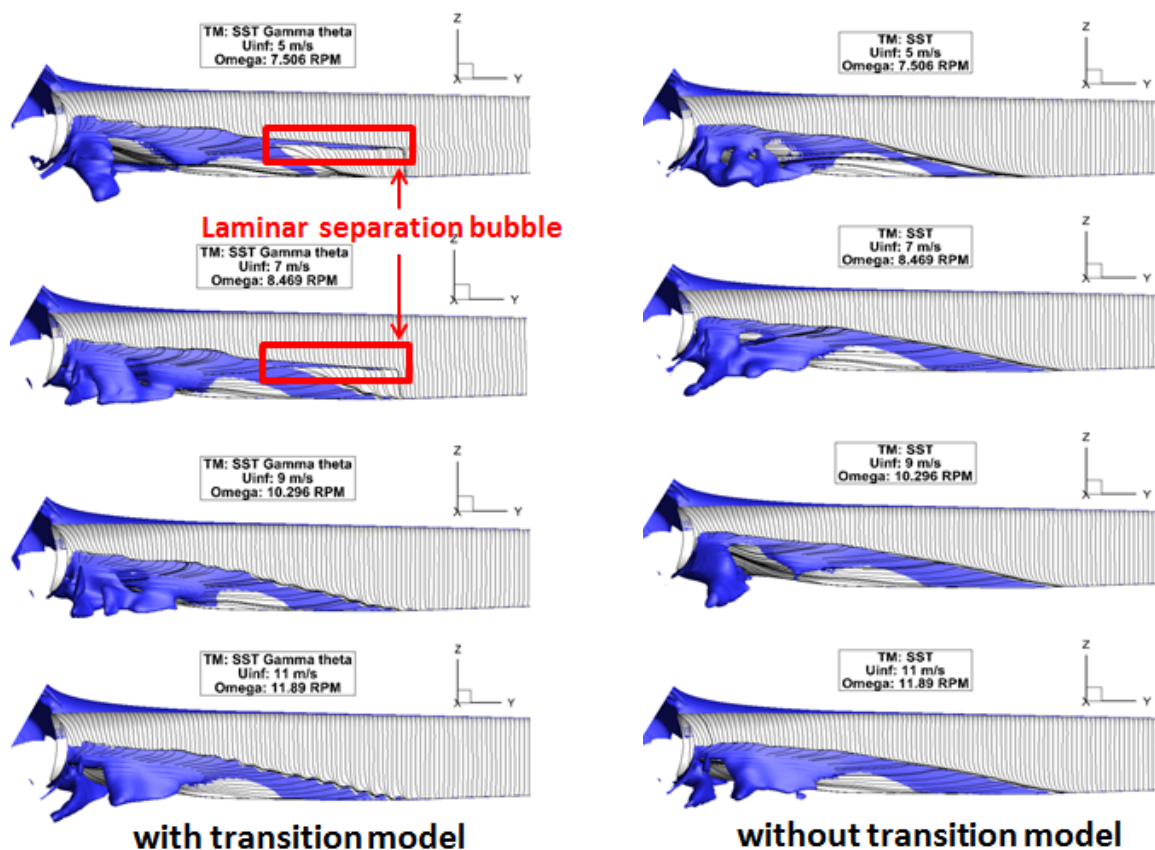 TM: SST Gamma theta
Uinf: 5 m/s
Omega: 7.506 RPM
Z
X
Y
TM: SST
Uinf: 5 m/s
Omega: 7.506 RPM
Z
X
Y
Laminar separation bubble
TM: SST Gamma theta
Uinf: 7 m/s
Omega: 8.469 RPM
Z
X
Y
TM: SST
Uinf: 7 m/s
Omega: 8.469 RPM
Z
X
Y
TM: SST Gamma theta
Uinf: 9 m/s
Omega: 10.296 RPM
Z
X
Y
TM: SST
Uinf: 9 m/s
Omega: 10.296 RPM
Z
X
Y
TM: SST Gamma theta
Uinf: 11 m/s
Omega: 11.89 RPM
Z
X
Y
TM: SST
Uinf: 11 m/s
Omega: 11.89 RPM
Z
X
Y
with transition model
without transition model